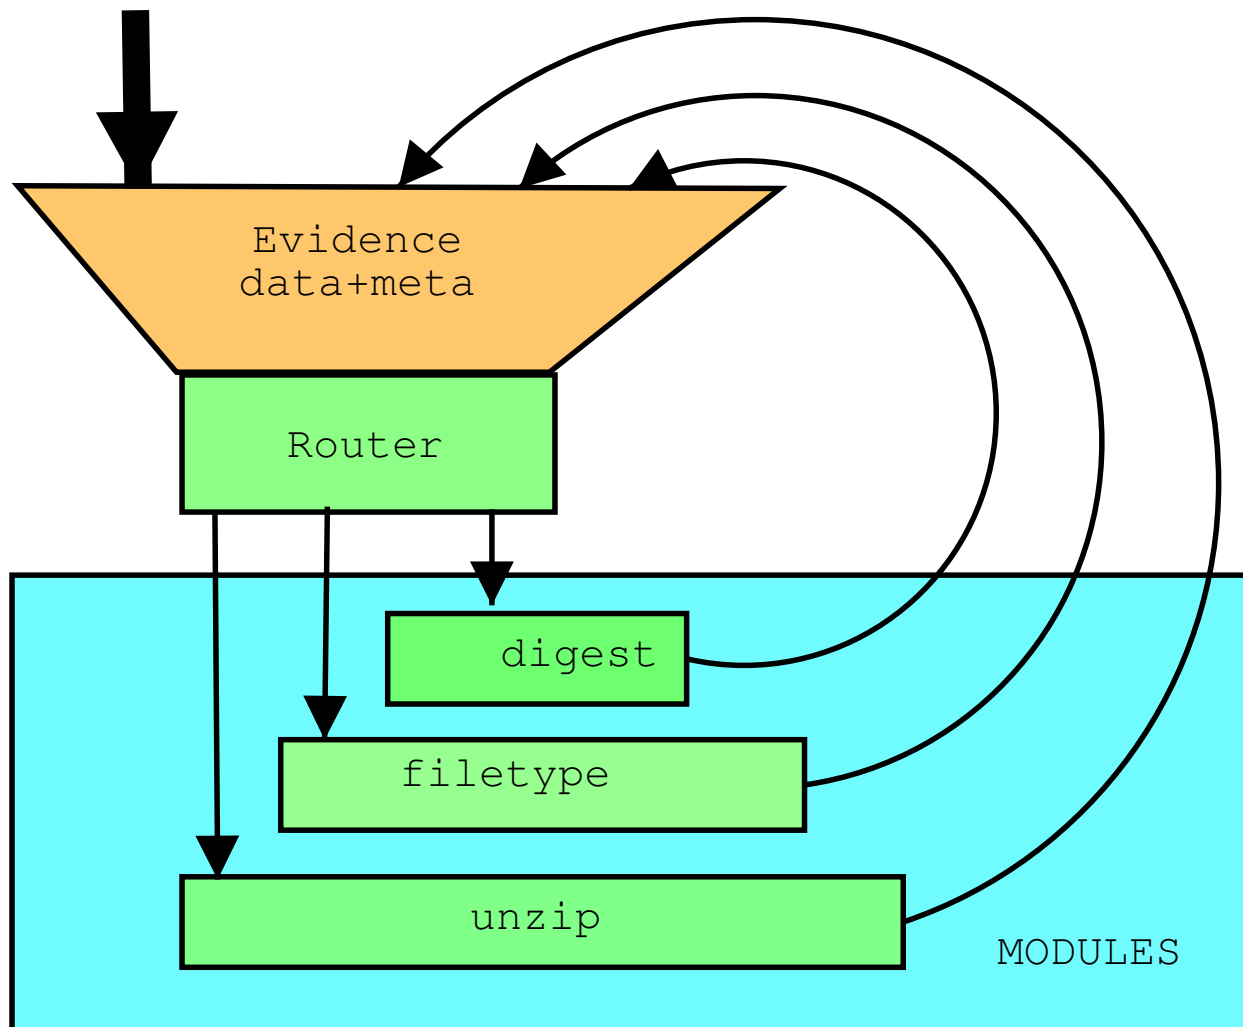 Evidence
data+meta
Router
digest
filetype
unzip
MODULES